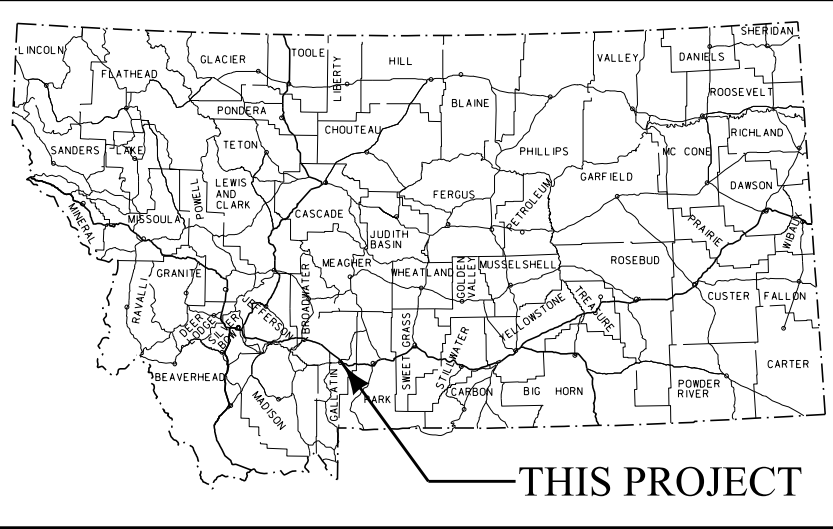 SHERIDAN
LINCOLN
GLACIER
TOOLE
LIBERTY
HILL
VALLEY
DANIELS
FLATHEAD
ROOSEVELT
PONDERA
BLAINE
CHOUTEAU
RICHLAND
TETON
SANDERS
LAKE
PHILLIPS
MC CONE
GARFIELD
DAWSON
LEWIS
AND
CLARK
POWELL
FERGUS
PETROLEUM
MINERAL
MISSOULA
CASCADE
JUDITH
BASIN
PRAIRIE
WIBAUX
GRANITE
MEAGHER
WHEATLAND
GOLDEN
VALLEY
MUSSELSHELL
ROSEBUD
RAVALLI
BROADWATER
JEFFERSON
TREASURE
CUSTER
FALLON
DEER
LODGE
SILVER
BOW
YELLOWSTONE
SWEET GRASS
STILLWATER
BEAVERHEAD
CARTER
MADISON
GALLATIN
PARK
CARBON
BIG HORN
POWDER
RIVER
THIS PROJECT